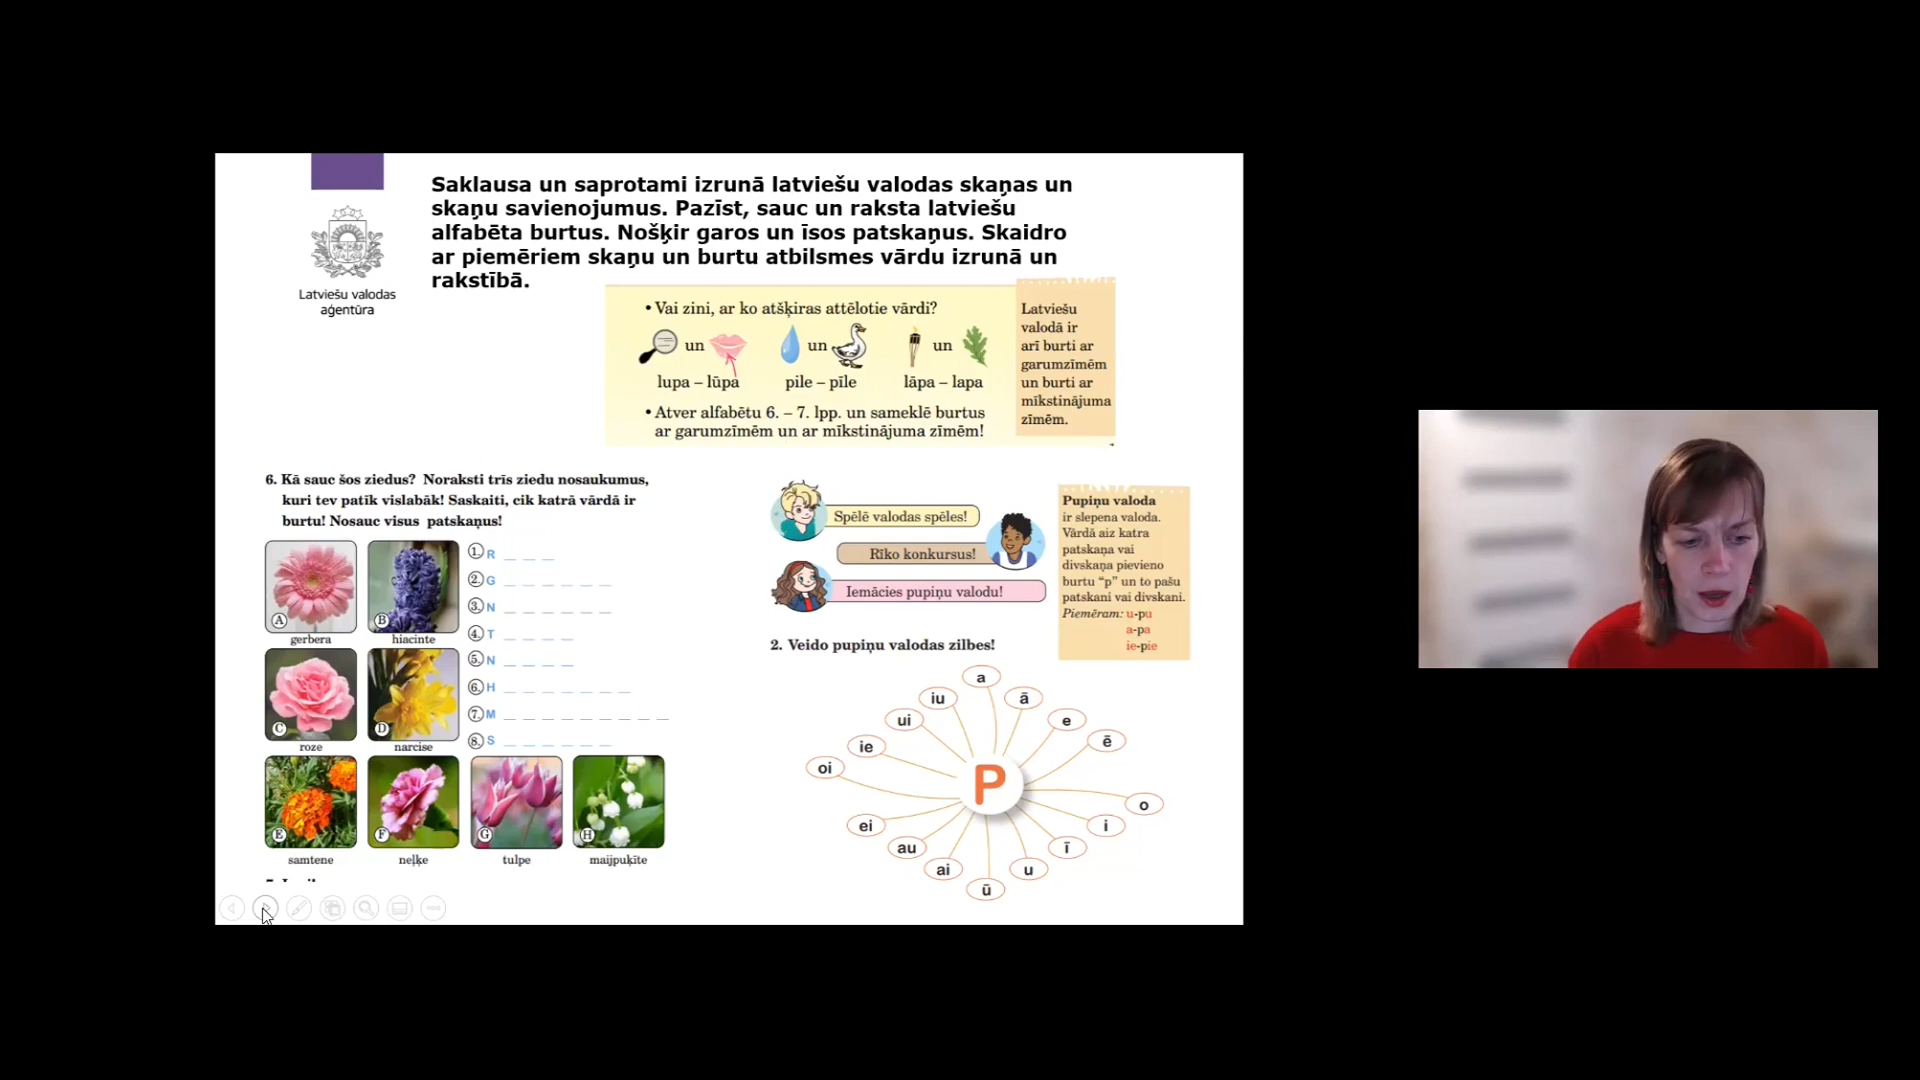 Saklausa un saprotami izrunā latviešu valodas skaņas un
skaņu savienojumus. Pazīst, sauc un raksta latviešu
alfabēta burtus. Nošķir garos un īsos patskaņus. Skaidro
ar piemēriem skaņu un burtu atbilsmes vārdu izrunā un
rakstībā.
Latviešu valodas
aģentūra
• Vai zini, ar ko atšķiras attēlotie vārdi?
un
un
un
lupa – lūpa
pile – pīle
lāpa – lapa
• Atver alfabētu 6. – 7. lpp. un sameklē burtus
ar garumzīmēm un ar mīkstinājuma zīmēm!
Latviešu
valodā ir
arī burti ar
garumzīmēm
un burti ar
mīkstinājuma
zīmēm.
6. Kā sauc šos ziedus? Noraksti trīs ziedu nosaukumus,
kuri tev patīk vislabāk! Saskaiti, cik katrā vārdā ir
burtu! Nosauc visus patskaņus!
A
gerbera
B
hiacinte
C
roze
D
narcise
E
samtene
F
neļķe
G
tulpe
H
maijpuķīte
1. R _ _ _
2. G _ _ _ _ _ _
3. N _ _ _ _ _ _
4. T _ _ _ _
5. N _ _ _ _
6. H _ _ _ _ _ _ _
7. M _ _ _ _ _ _ _ _ _
8. S _ _ _ _ _ _
Spēlē valodas spēles!
Rīko konkursus!
Iemācies pupiņu valodu!
Pupiņu valoda
ir slepena valoda.
Vārdā aiz katra
patskaņa vai
divskaņa pievieno
burtu “p” un to pašu
patskani vai divskani.
Piemēram: u-pu
a-pa
ie-pie
2. Veido pupiņu valodas zilbes!
a
ā
e
ē
o
i
ī
u
ū
ai
au
ei
oi
ie
ui
iu
P